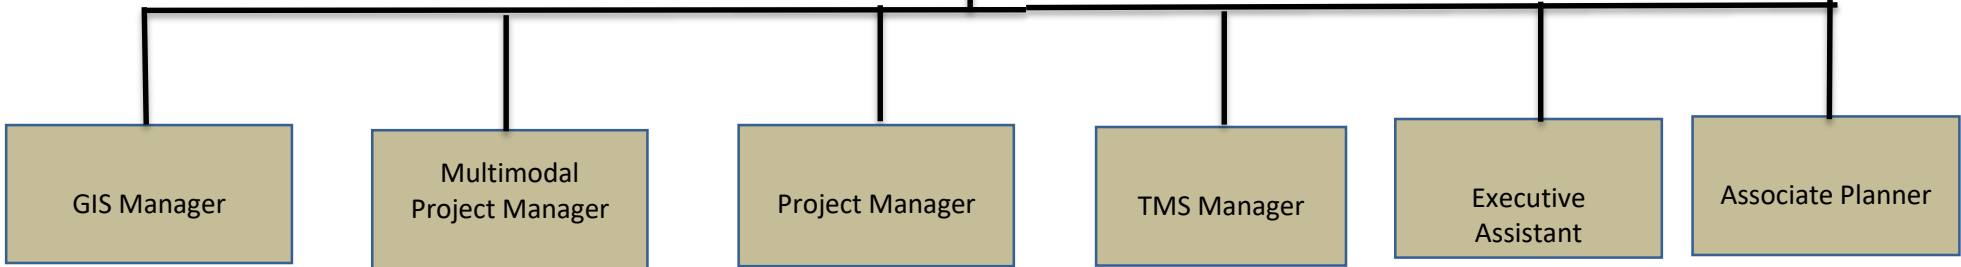 GIS Manager
Multimodal
Project Manager
Project Manager
TMS Manager
Executive
Assistant
Associate Planner